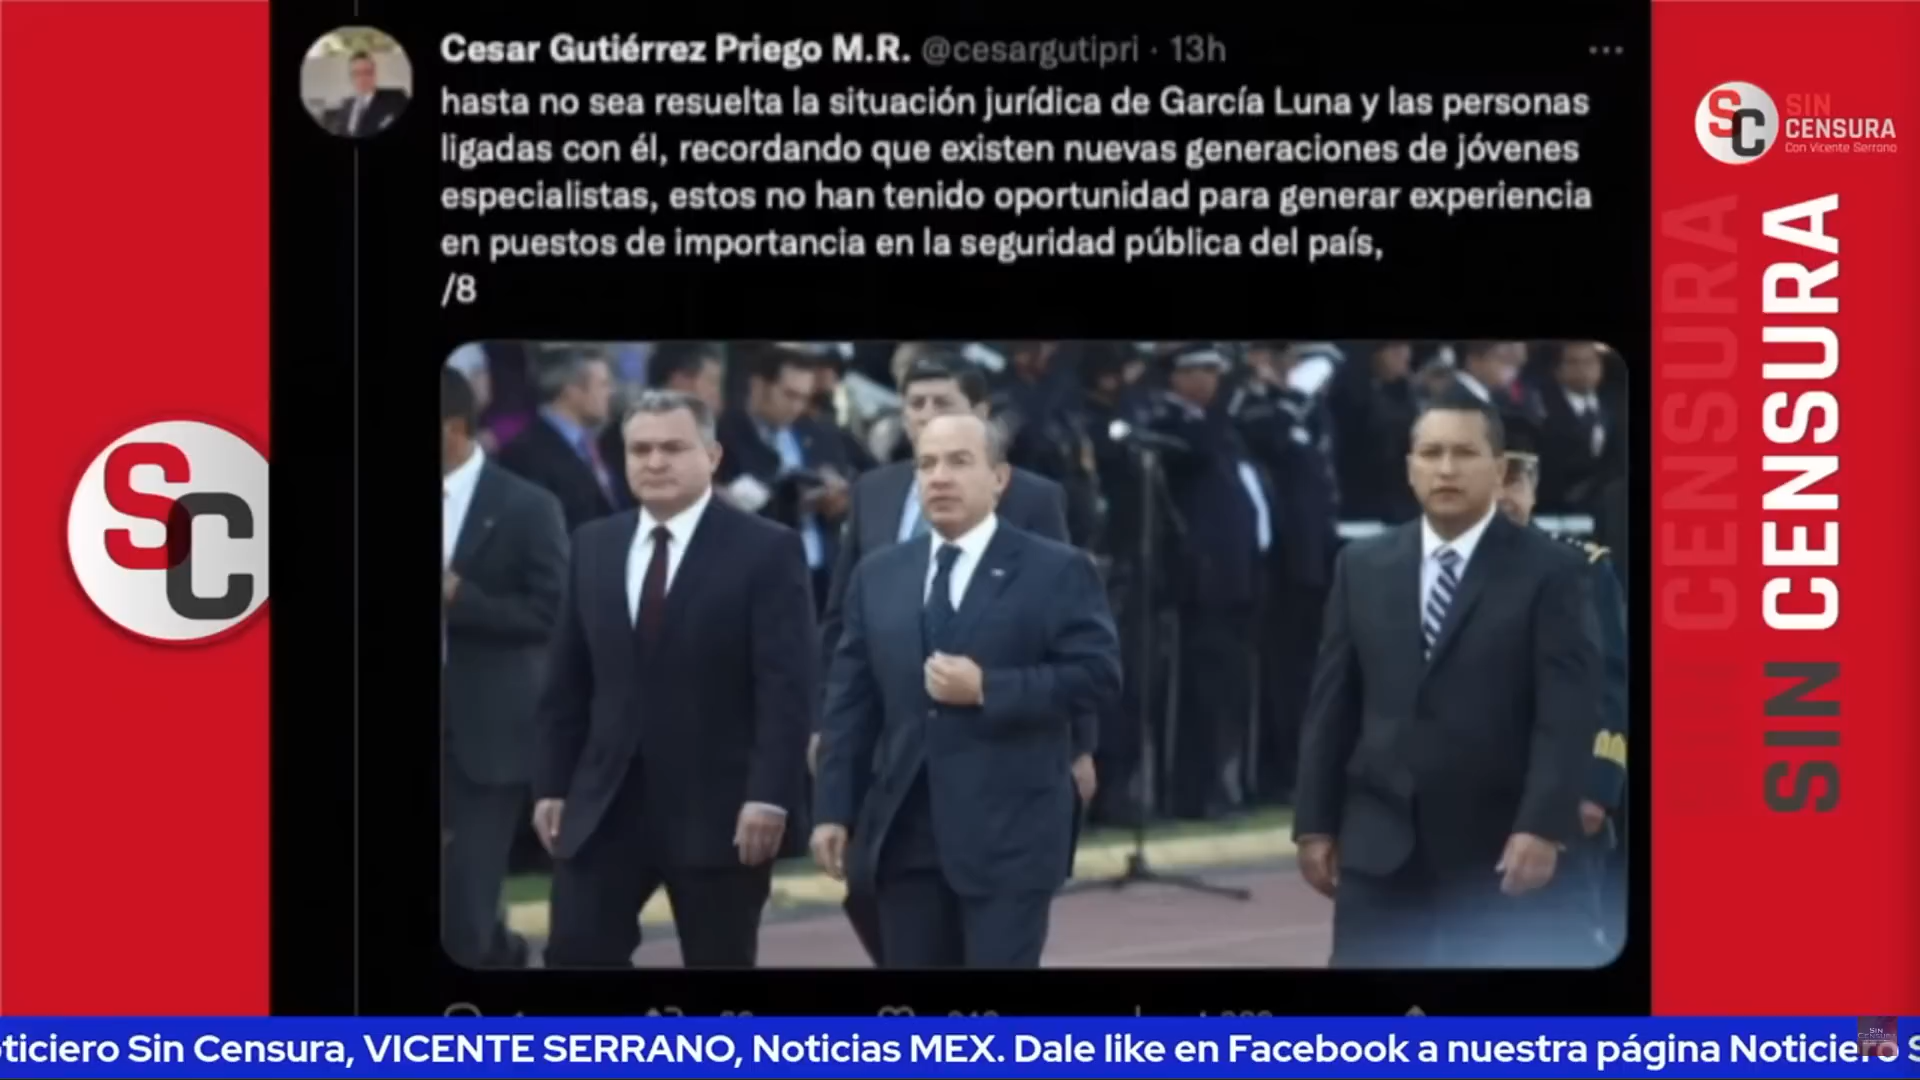 Cesar Gutiérrez Priego M.R. @cesargutipri · 13h
hasta no sea resuelta la situación jurídica de García Luna y las personas
ligadas con él, recordando que existen nuevas generaciones de jóvenes
especialistas, estos no han tenido oportunidad para generar experiencia
en puestos de importancia en la seguridad pública del país,
/8
SC
SC
SIN
CENSURA
Con Vicente Serrano
SIN CENSURA
SIN CENSURA
ticiero Sin Censura, VICENTE SERRANO, Noticias MEX. Dale like en Facebook a nuestra página Noticiero S